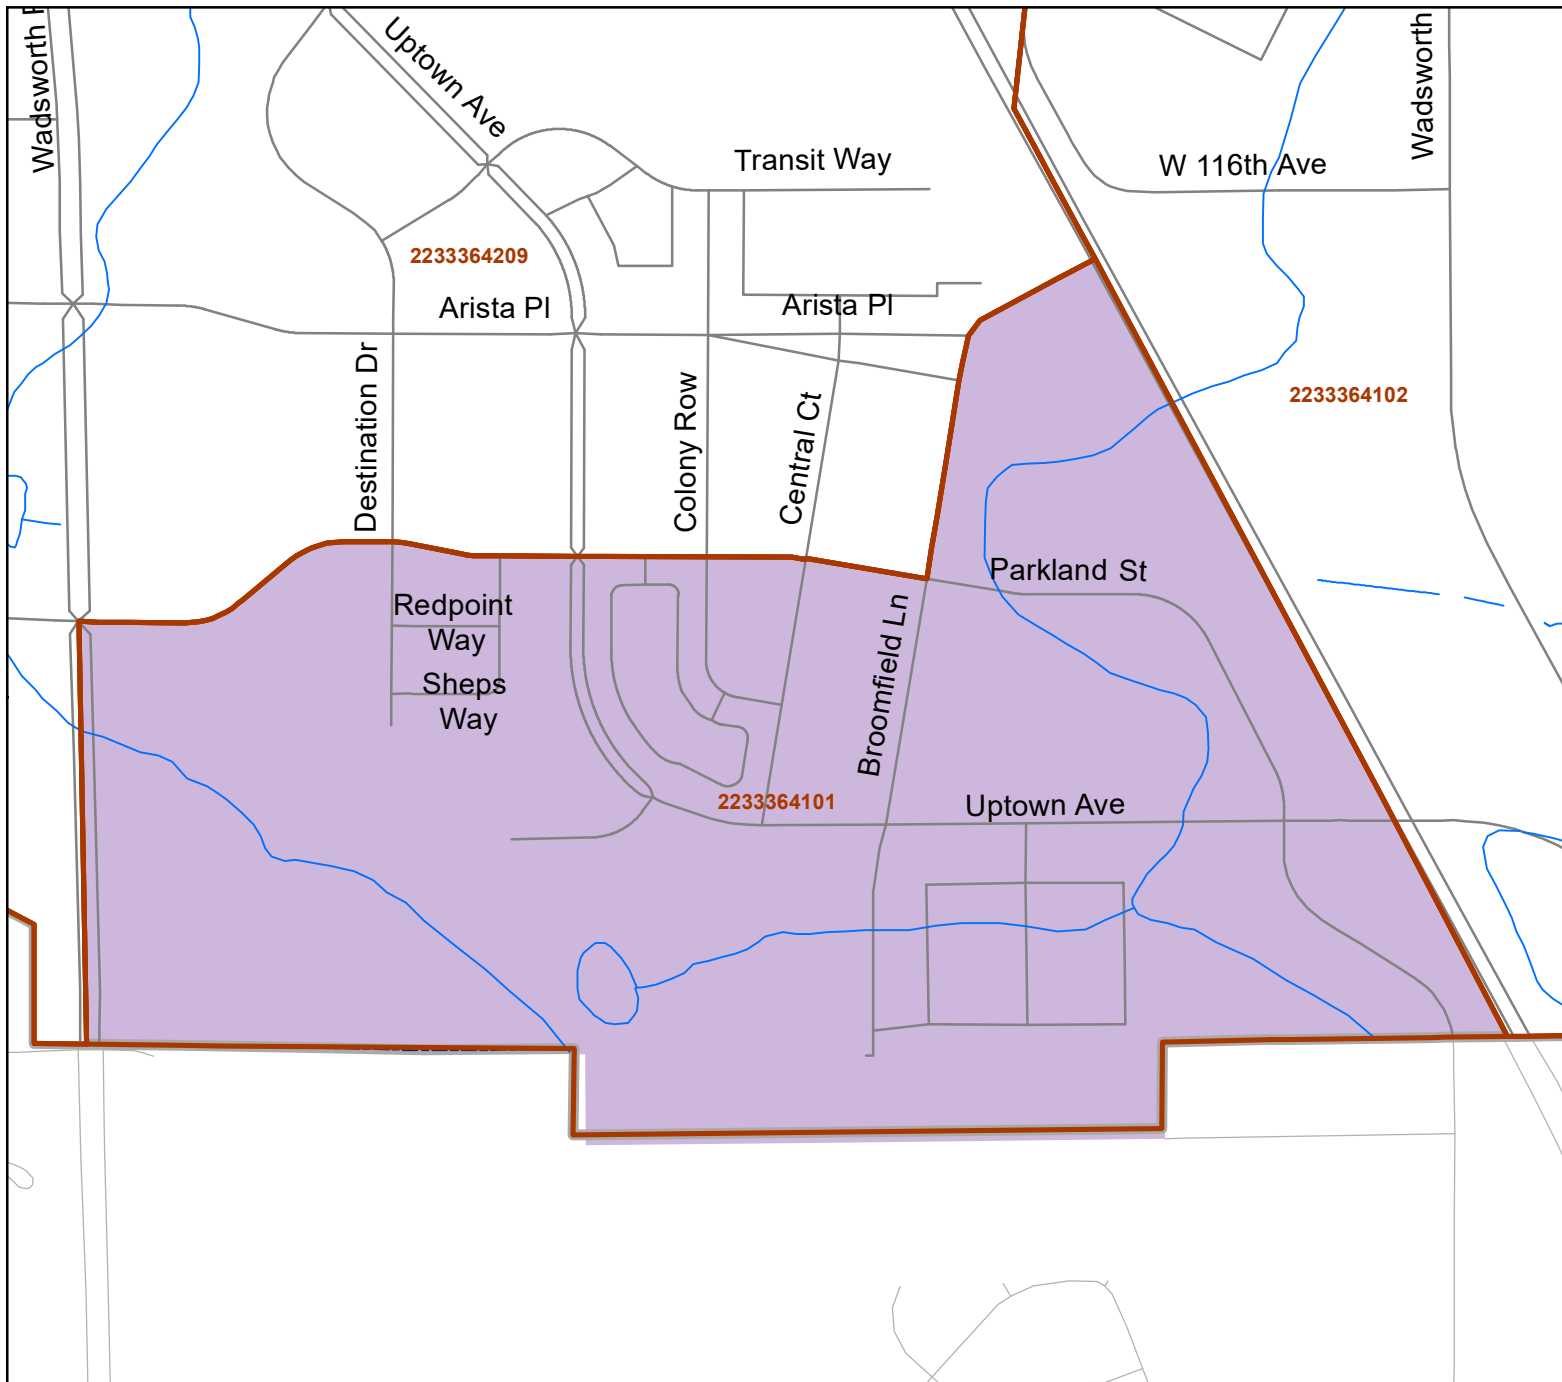 Wadsworth
Uptown Ave
Wadsworth
Transit Way
W 116th Ave
2233364209
Arista Pl
Arista Pl
Destination Dr
Colony Row
Central Ct
2233364102
Parkland St
Redpoint
Way
Sheps
Way
Broomfield Ln
2233364101
Uptown Ave